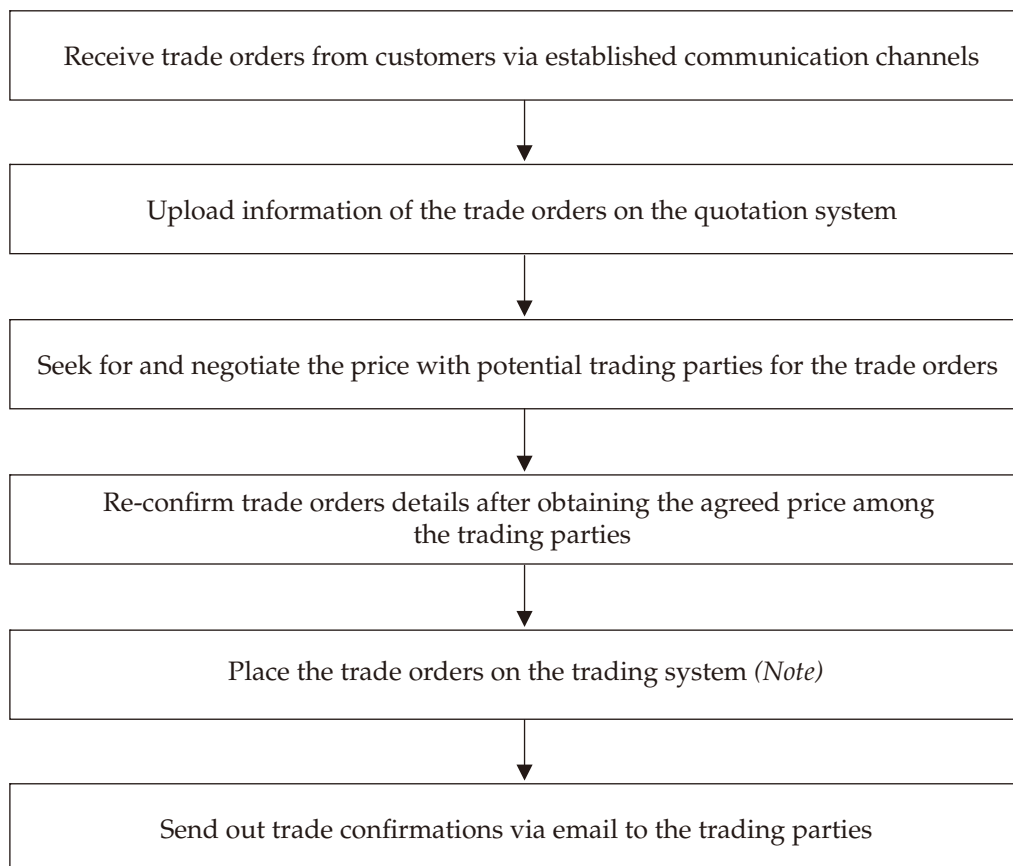 Receive trade orders from customers via established communication channels
Upload information of the trade orders on the quotation system
Seek for and negotiate the price with potential trading parties for the trade orders
Re-confirm trade orders details after obtaining the agreed price among
the trading parties
Place the trade orders on the trading system (Note)
Send out trade confirmations via email to the trading parties